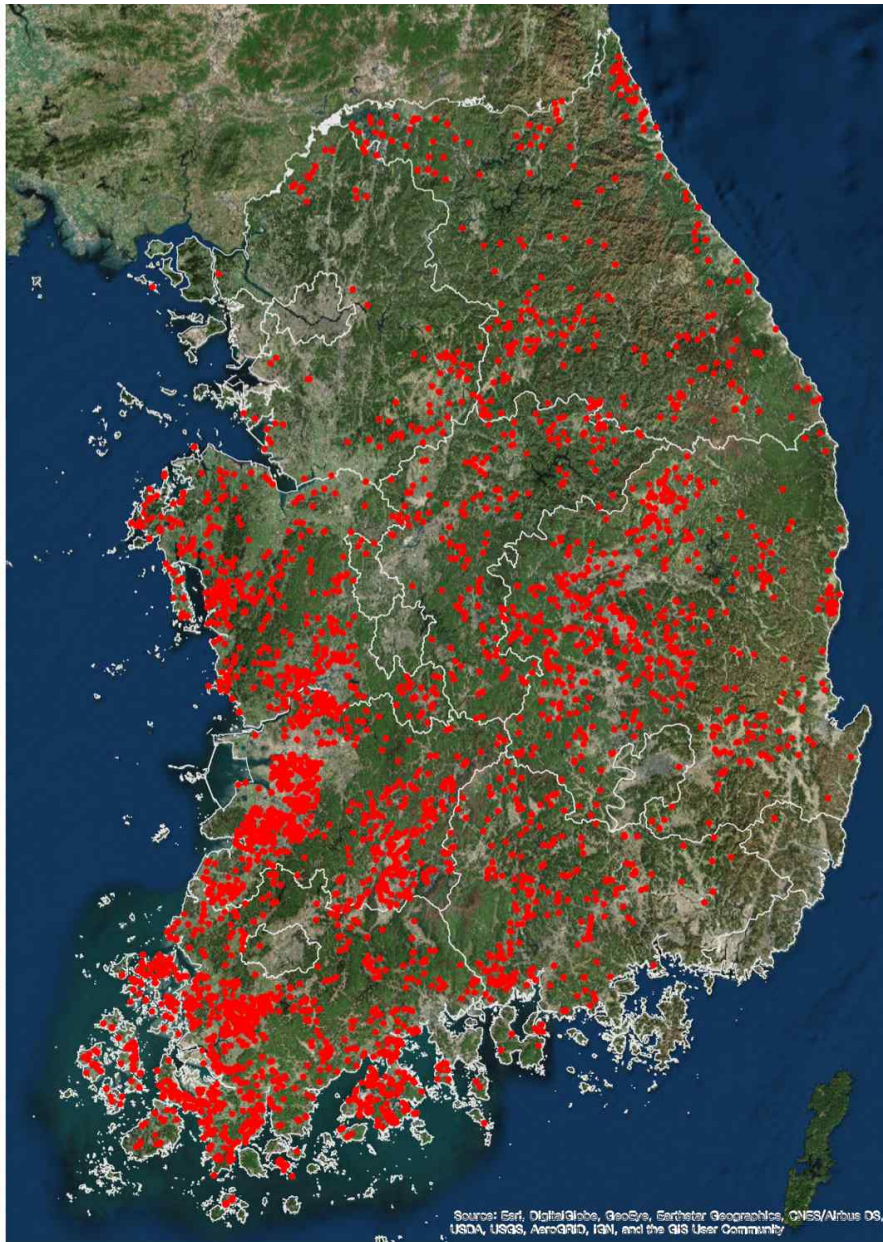 Source: Esri, DigitalGlobe, GeoEye, Earthstar Geographics, CNES/Airbus DS,
USDA, USGS, AeroGRID, IGN, and the GIS User Community